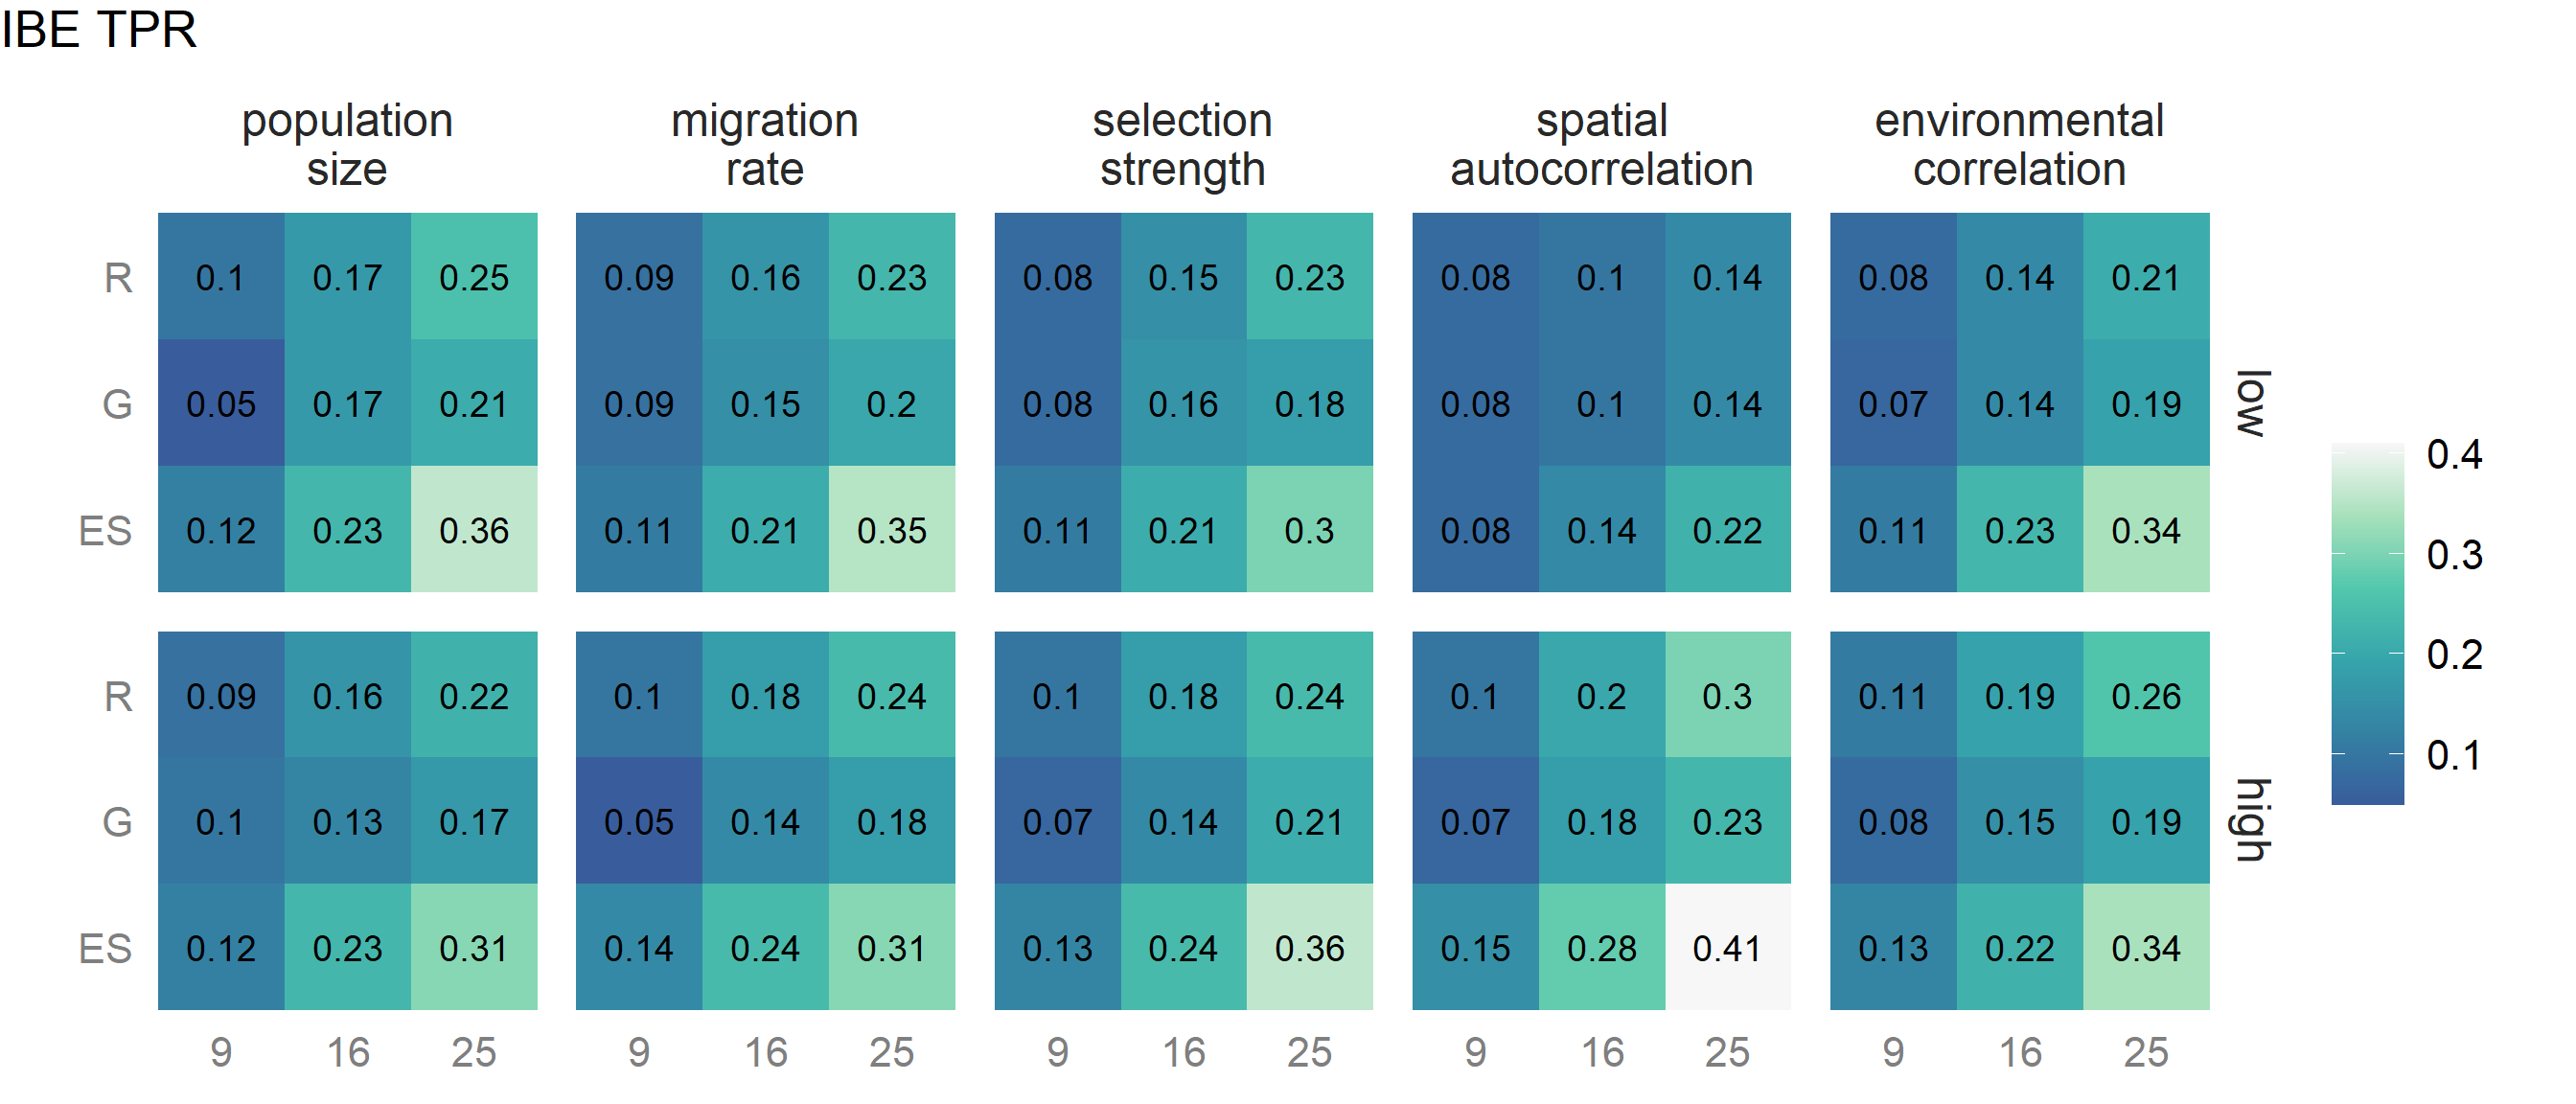 IBE TPR
population migration selection spatial environmental
size rate strength autocorrelation correlation
R 0.1 0.17 0.25 0.09 0.16 0.23 0.08 0.15 0.23 0.08 0.1 0.14 0.08 0.14 0.21
G 0.05 0.17 0.21 0.09 0.15 0.2 0.08 0.16 0.18 0.08 0.1 0.14 0.07 0.14 0.19
low
ES 0.12 0.23 0.36 0.11 0.21 0.35 0.11 0.21 0.3 0.08 0.14 0.22 0.11 0.23 0.34
R 0.09 0.16 0.22 0.1 0.18 0.24 0.1 0.18 0.24 0.1 0.2 0.3 0.11 0.19 0.26
G 0.1 0.13 0.17 0.05 0.14 0.18 0.07 0.14 0.21 0.07 0.18 0.23 0.08 0.15 0.19
high
ES 0.12 0.23 0.31 0.14 0.24 0.31 0.13 0.24 0.36 0.15 0.28 0.41 0.13 0.22 0.34
9 16 25 9 16 25 9 16 25 9 16 25 9 16 25
0.4
0.3
0.2
0.1